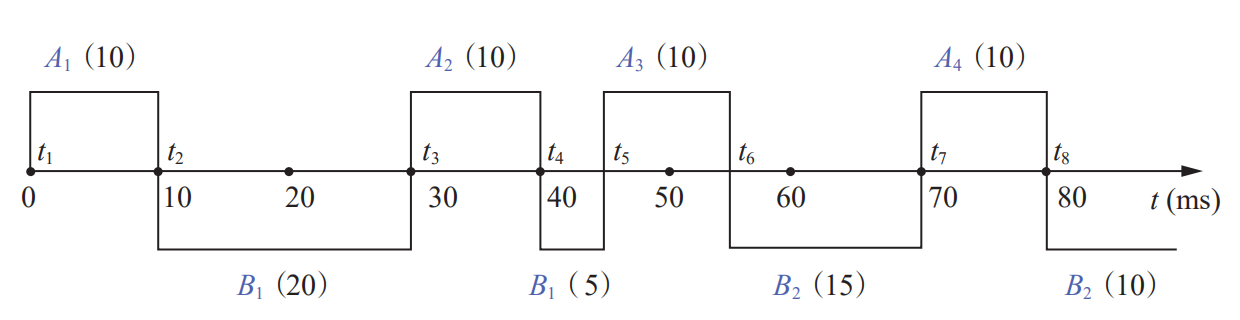 A₁ (10) A₂ (10) A₃ (10) A₄ (10)
t₁ t₂ t₃ t₄ t₅ t₆ t₇ t₈
0 10 20 30 40 50 60 70 80 t (ms)
B₁ (20) B₁ (5) B₂ (15) B₂ (10)